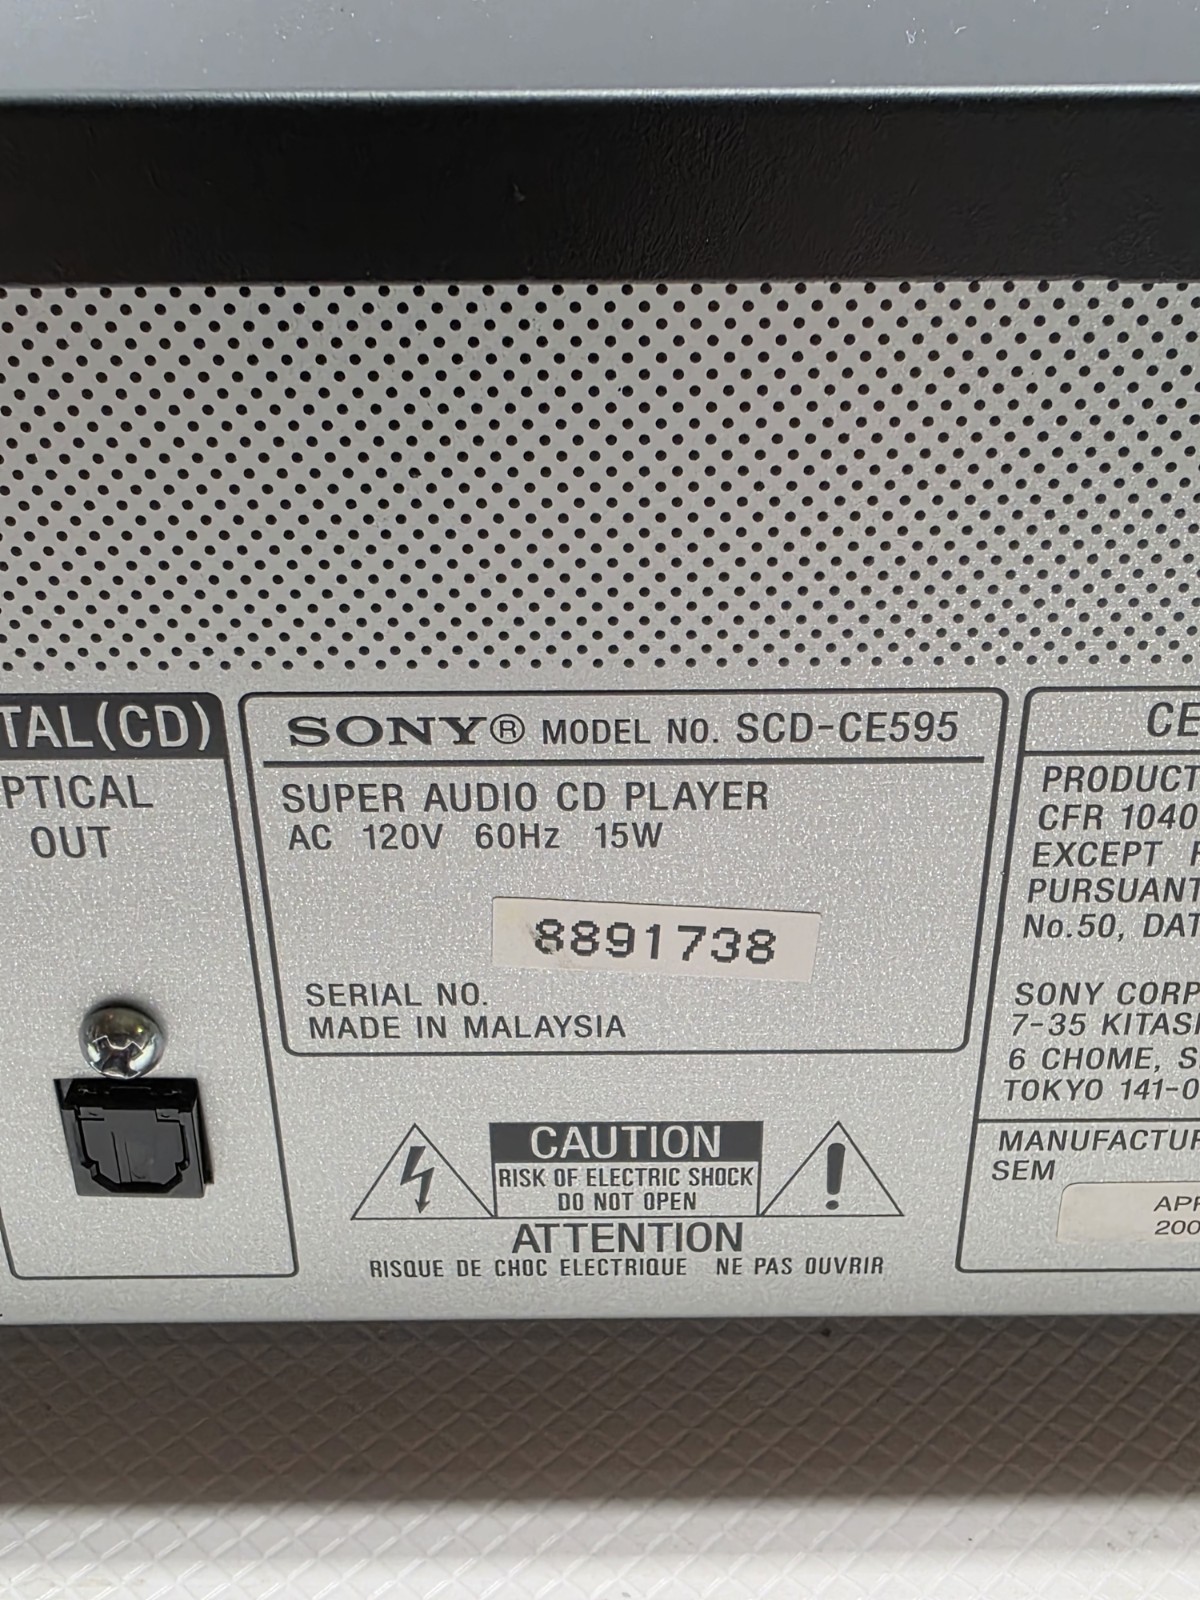 TAL(CD)
PTICAL
OUT
SONY® MODEL NO. SCD-CE595
SUPER AUDIO CD PLAYER
AC 120V 60Hz 15W
8891738
SERIAL NO.
MADE IN MALAYSIA
CAUTION
RISK OF ELECTRIC SHOCK
DO NOT OPEN
ATTENTION
RISQUE DE CHOC ELECTRIQUE NE PAS OUVRIR
CE
PRODUCT
CFR 1040
EXCEPT
PURSUANT
No.50, DAT
SONY CORP
7-35 KITAS
6 CHOME, S
TOKYO 141-0
MANUFACTUR
SEM
AP
200